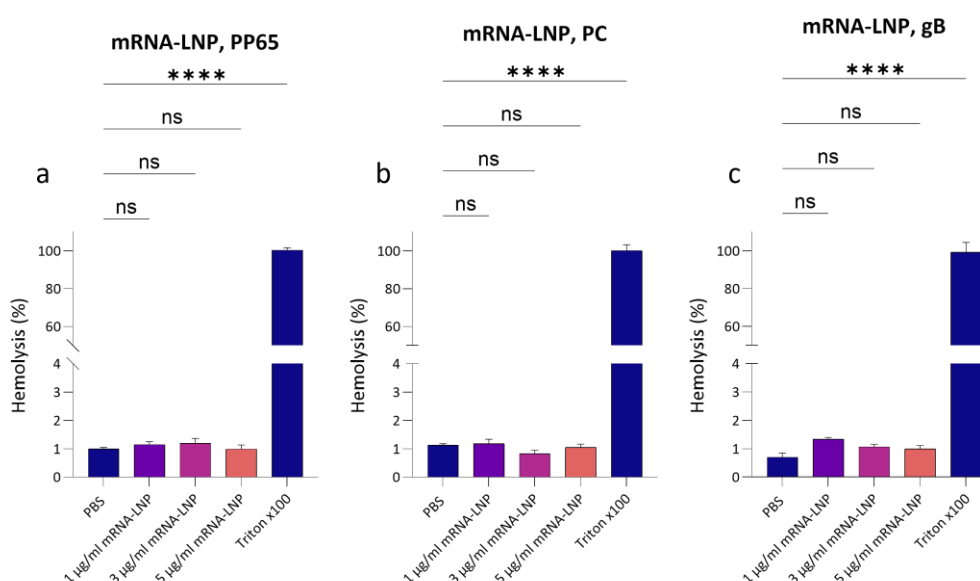 mRNA-LNP, PP65
****
ns
ns
ns
a
Hemolysis (%)
100
80
60
4
3
2
1
0
PBS
1 µg/ml mRNA-LNP
3 µg/ml mRNA-LNP
5 µg/ml mRNA-LNP
Triton x100
mRNA-LNP, PC
****
ns
ns
ns
b
Hemolysis (%)
100
80
60
4
3
2
1
0
PBS
1 µg/ml mRNA-LNP
3 µg/ml mRNA-LNP
5 µg/ml mRNA-LNP
Triton x100
mRNA-LNP, gB
****
ns
ns
ns
c
Hemolysis (%)
100
80
60
4
3
2
1
0
PBS
1 µg/ml mRNA-LNP
3 µg/ml mRNA-LNP
5 µg/ml mRNA-LNP
Triton x100